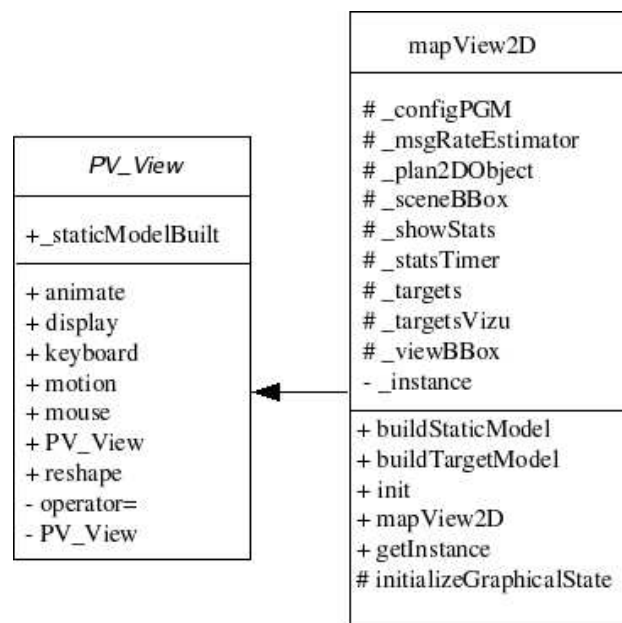 PV_View
+_staticModelBuilt
+ animate
+ display
+ keyboard
+ motion
+ mouse
+ PV_View
+ reshape
- operator=
- PV_View
mapView2D
# _configPGM
# _msgRateEstimator
# _plan2DObject
# _sceneBBox
# _showStats
# _statsTimer
# _targets
# _targetsVizu
# _viewBBox
- _instance
+ buildStaticModel
+ buildTargetModel
+ init
+ mapView2D
+ getInstance
# initializeGraphicalState